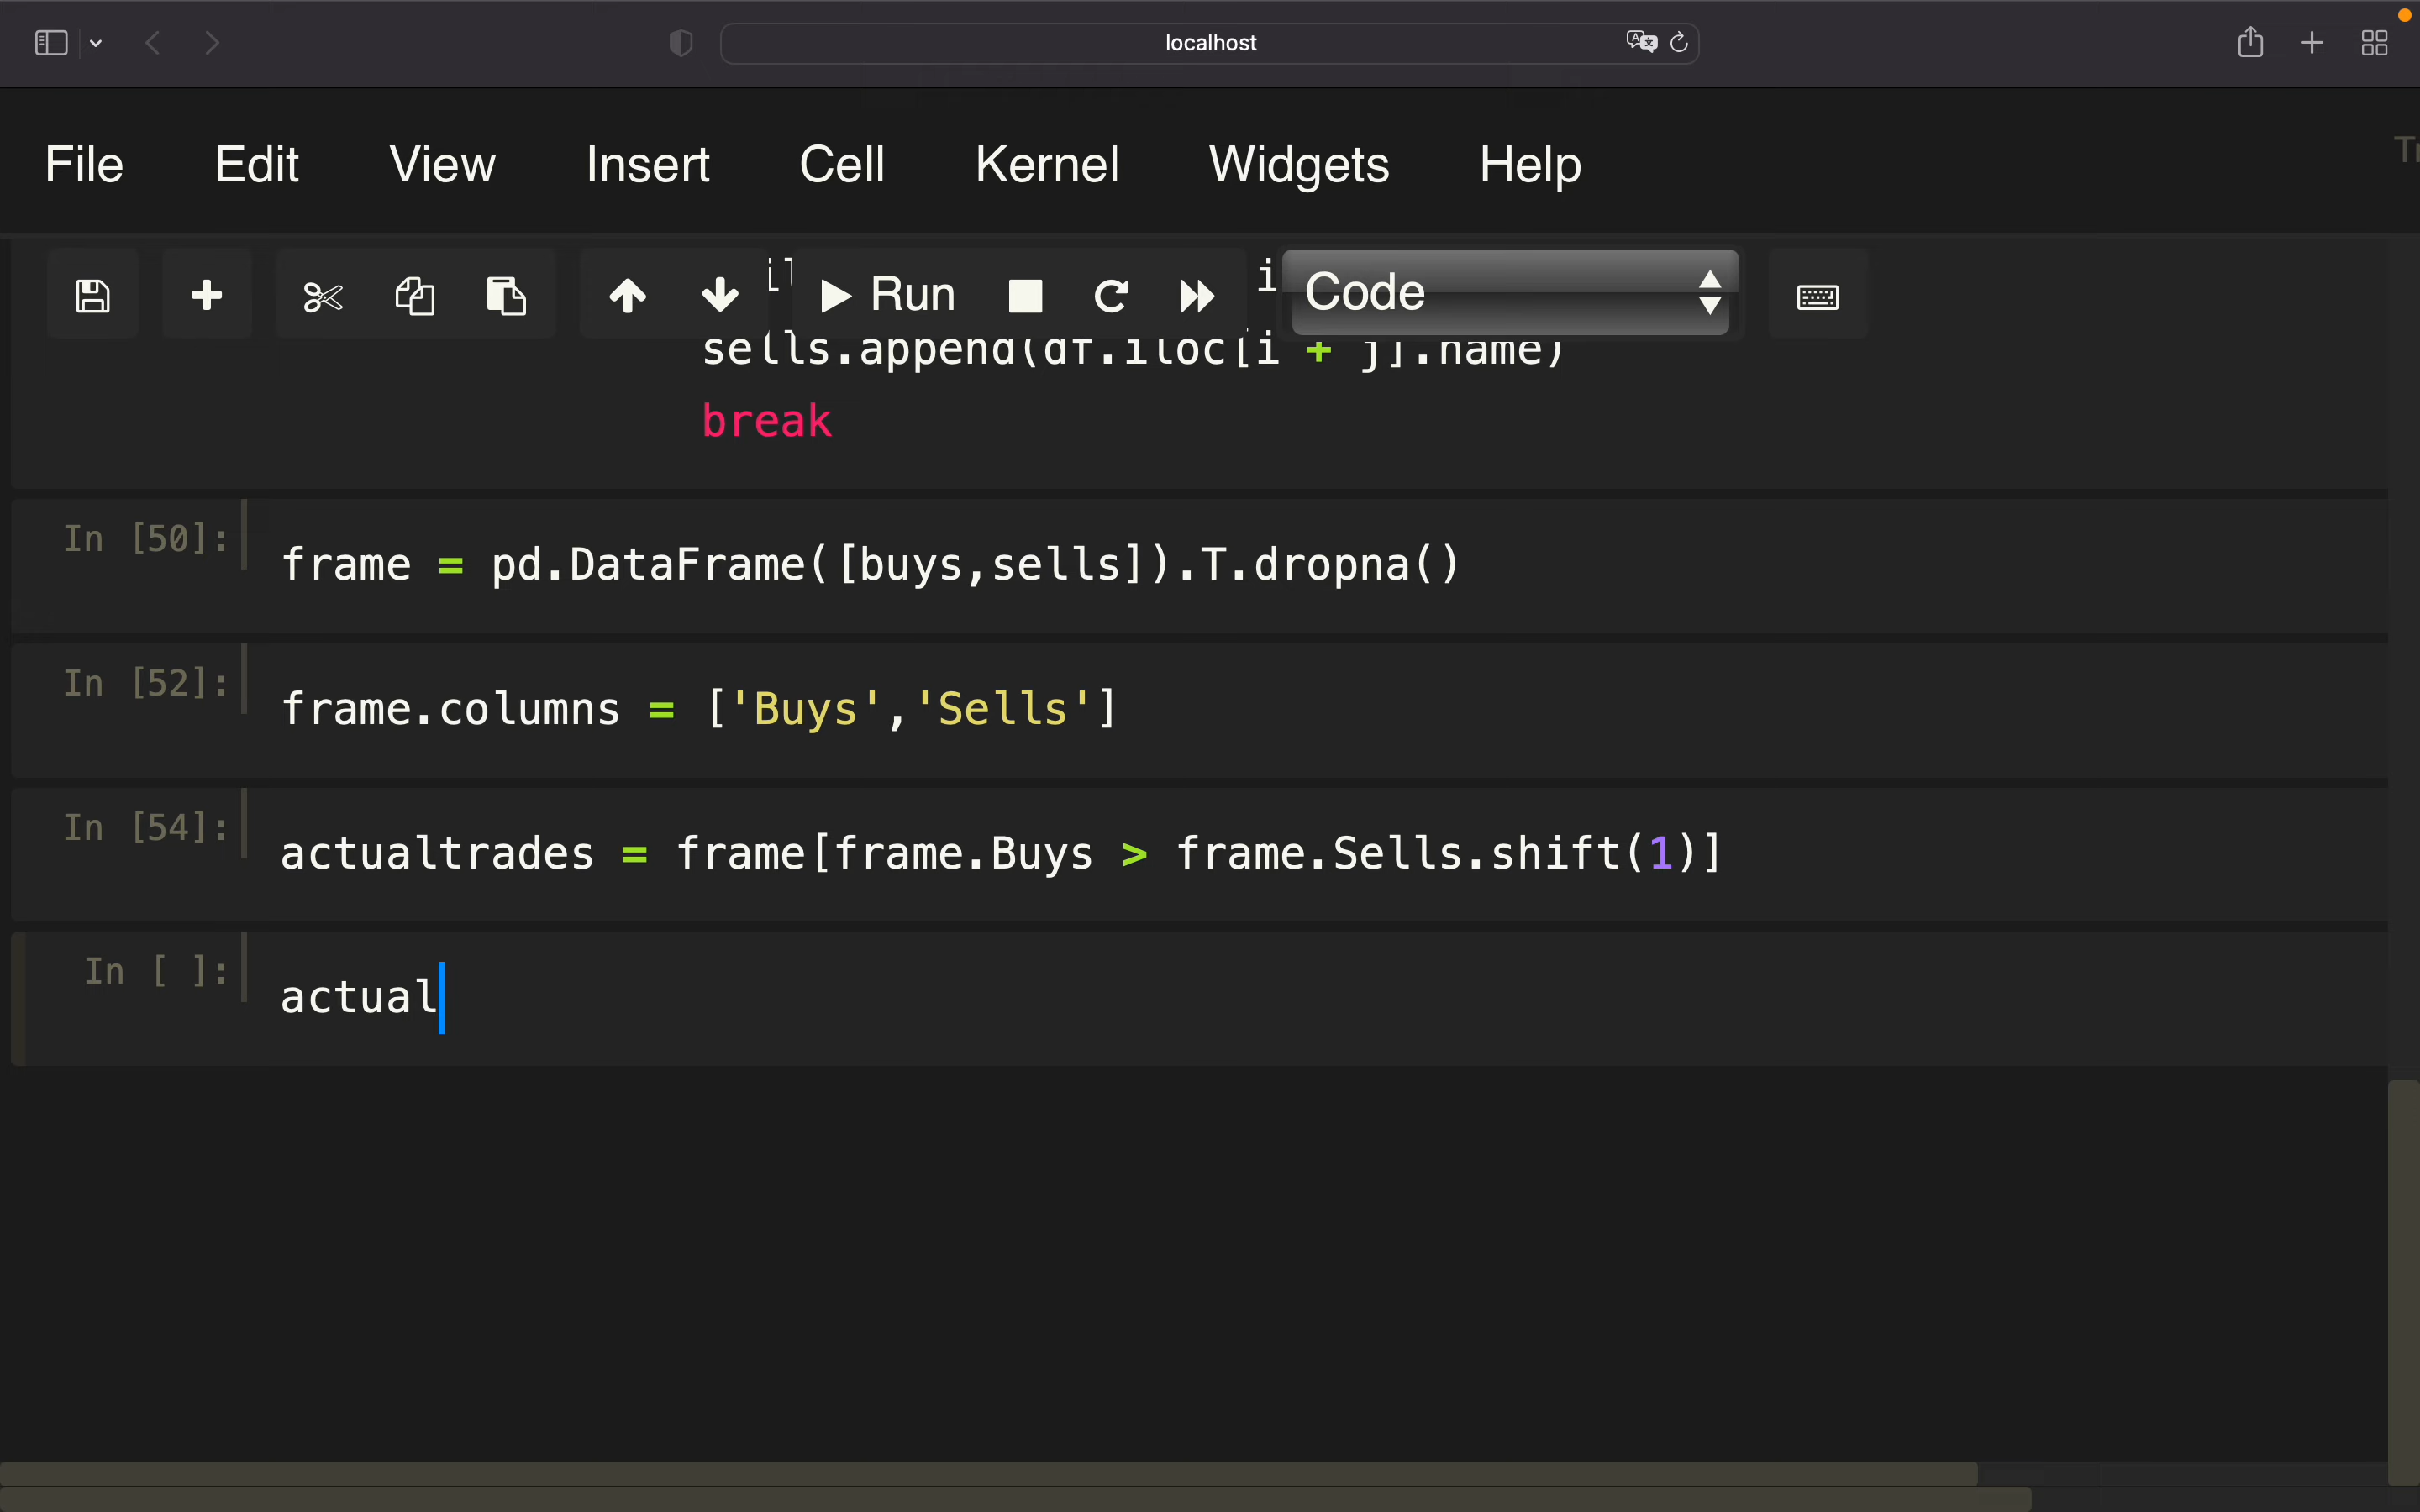 localhost
File Edit View Insert Cell Kernel Widgets Help
Run Code
sells.append(df.iloc[i + j].name)
break
In [50]: frame = pd.DataFrame([buys,sells]).T.dropna()
In [52]: frame.columns = ['Buys','Sells']
In [54]: actualtrades = frame[frame.Buys > frame.Sells.shift(1)]
In [ ]: actual